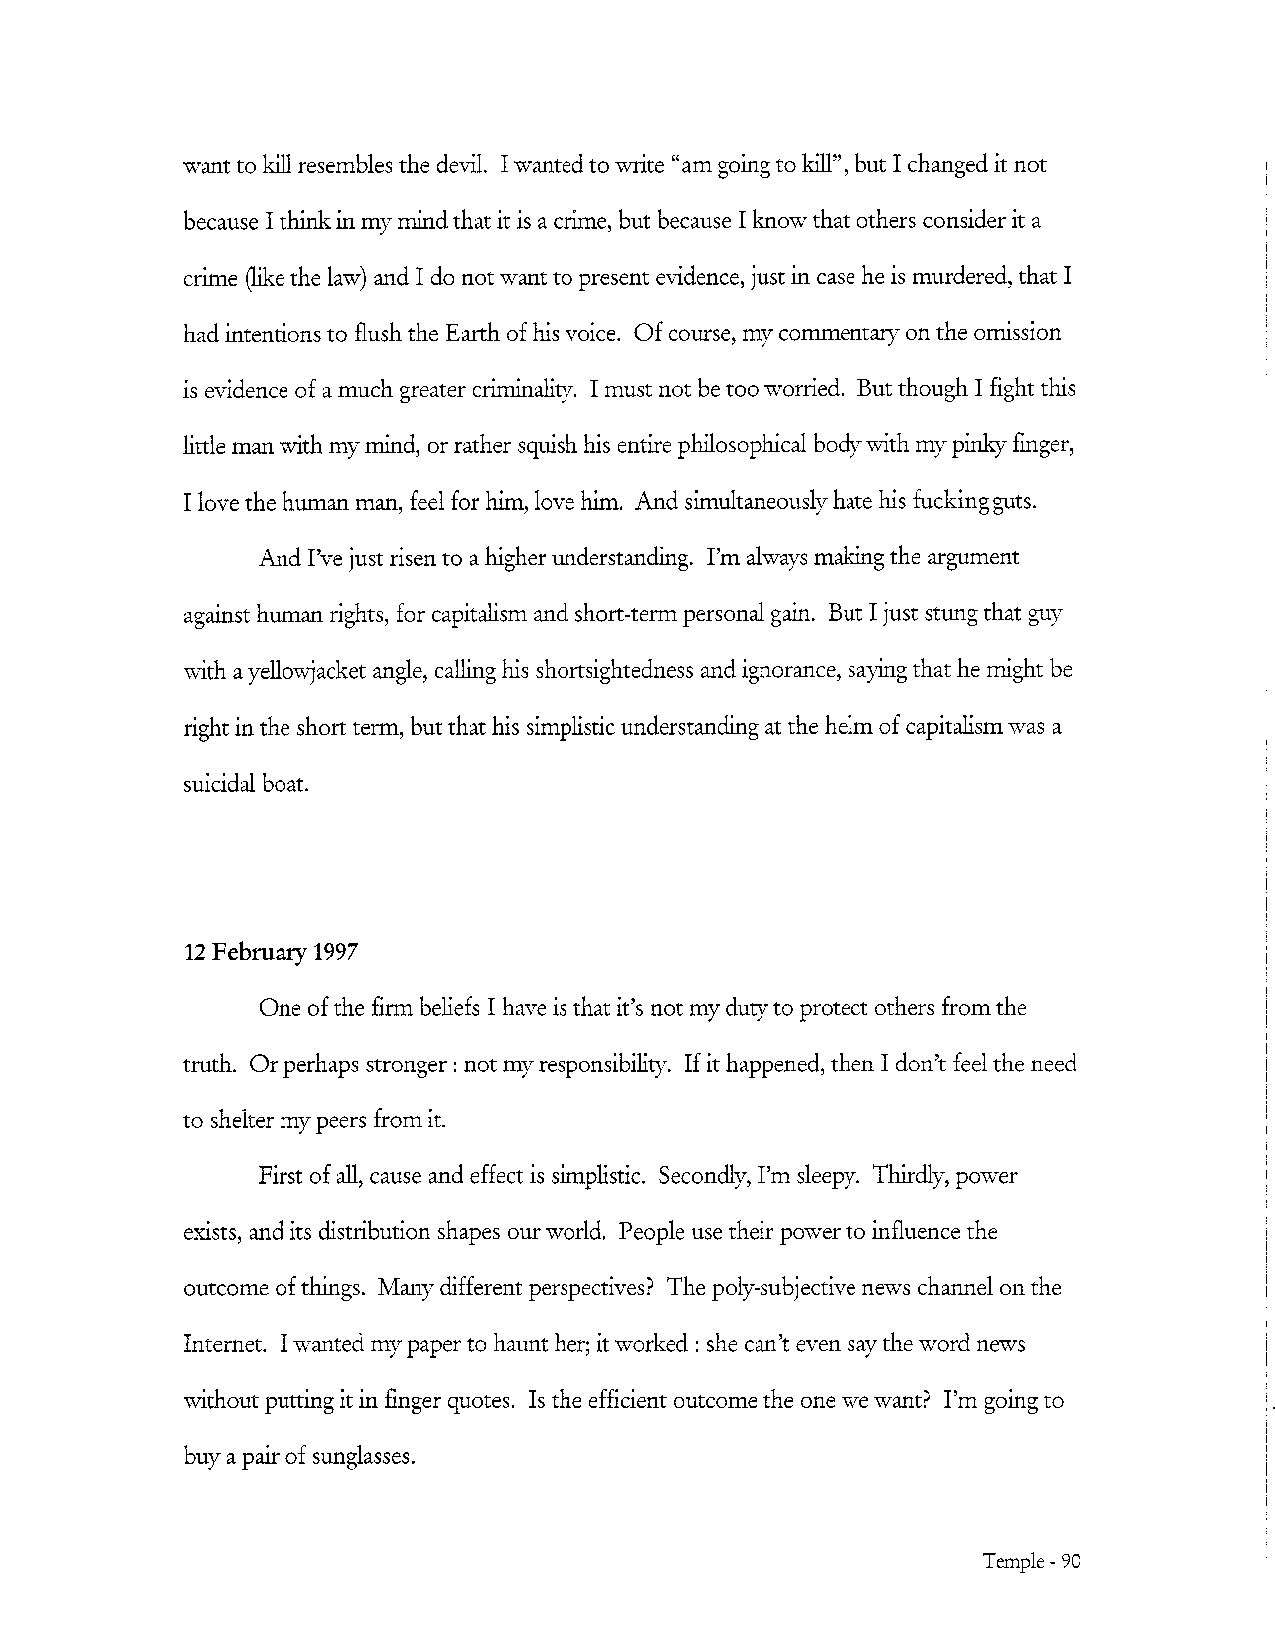 want to kill resembles the devil.  I wanted to write “am going to kill”, but I changed it not
because I think in my mind that it is a crime, but because I know that others consider it a
crime (like the law) and I do not want to present evidence, just in case he is murdered, that I
had intentions to flush the Earth of his voice.  Of course, my commentary on the omission
is evidence of a much greater criminality.  I must not be too worried.  But though I fight this
little man with my mind, or rather squish his entire philosophical body with my pinky finger,
I love the human man, feel for him, love him.  And simultaneously hate his fucking guts.
And I've just risen to a higher understanding.  I'm always making the argument
against human rights, for capitalism and short-term personal gain.  But I just stung that guy
with a yellowjacket angle, calling his shortsightedness and ignorance, saying that he might be
right in the short term, but that his simplistic understanding at the helm of capitalism was a
suicidal boat.
12 February 1997
One of the firm beliefs I have is that it's not my duty to protect others from the
truth.  Or perhaps stronger : not my responsibility.  If it happened, then I don't feel the need
to shelter my peers from it.
First of all, cause and effect is simplistic.  Secondly, I'm sleepy.  Thirdly, power
exists, and its distribution shapes our world.  People use their power to influence the
outcome of things.  Many different perspectives?  The poly-subjective news channel on the
Internet.  I wanted my paper to haunt her; it worked : she can't even say the word news
without putting it in finger quotes.  Is the efficient outcome the one we want?  I'm going to
buy a pair of sunglasses.
Temple - 90